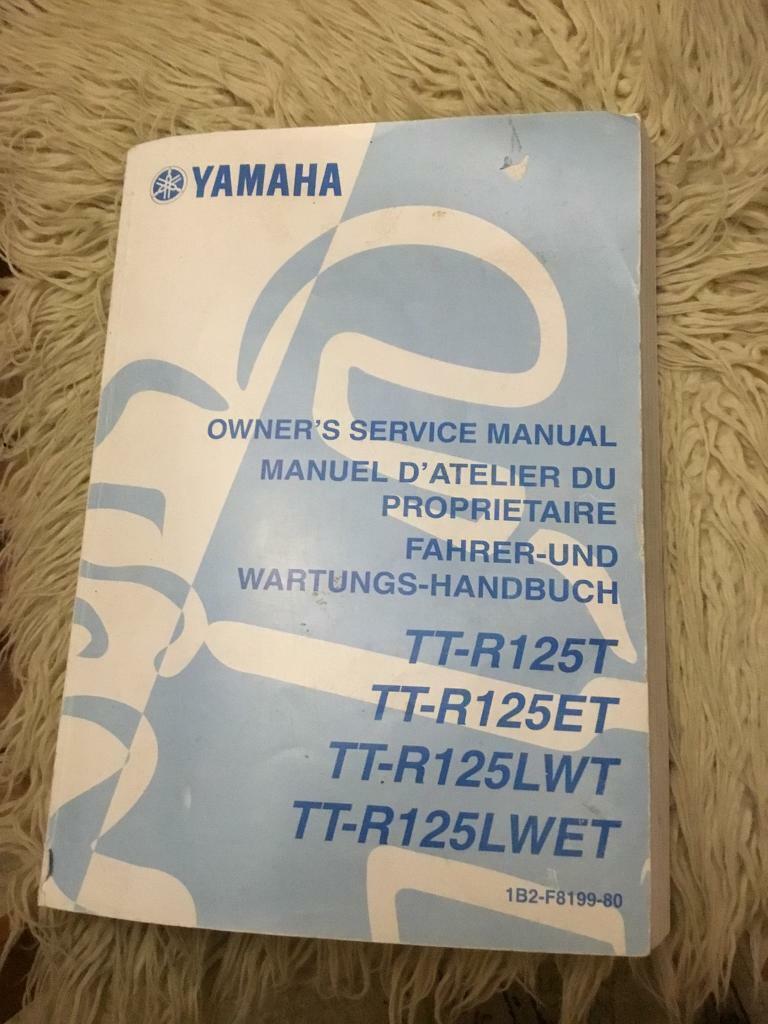 YAMAHA
OWNER'S SERVICE MANUAL
MANUEL D'ATELIER DU
PROPRIETAIRE
FAHRER-UND
WARTUNGS-HANDBUCH
TT-R125T
TT-R125ET
TT-R125LWT
TT-R125LWET
1B2-F8199-80